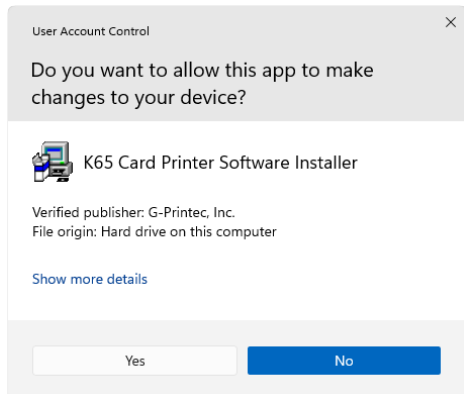 User Account Control
Do you want to allow this app to make
changes to your device?
K65 Card Printer Software Installer
Verified publisher: G-Printec, Inc.
File origin: Hard drive on this computer
Show more details
Yes
No